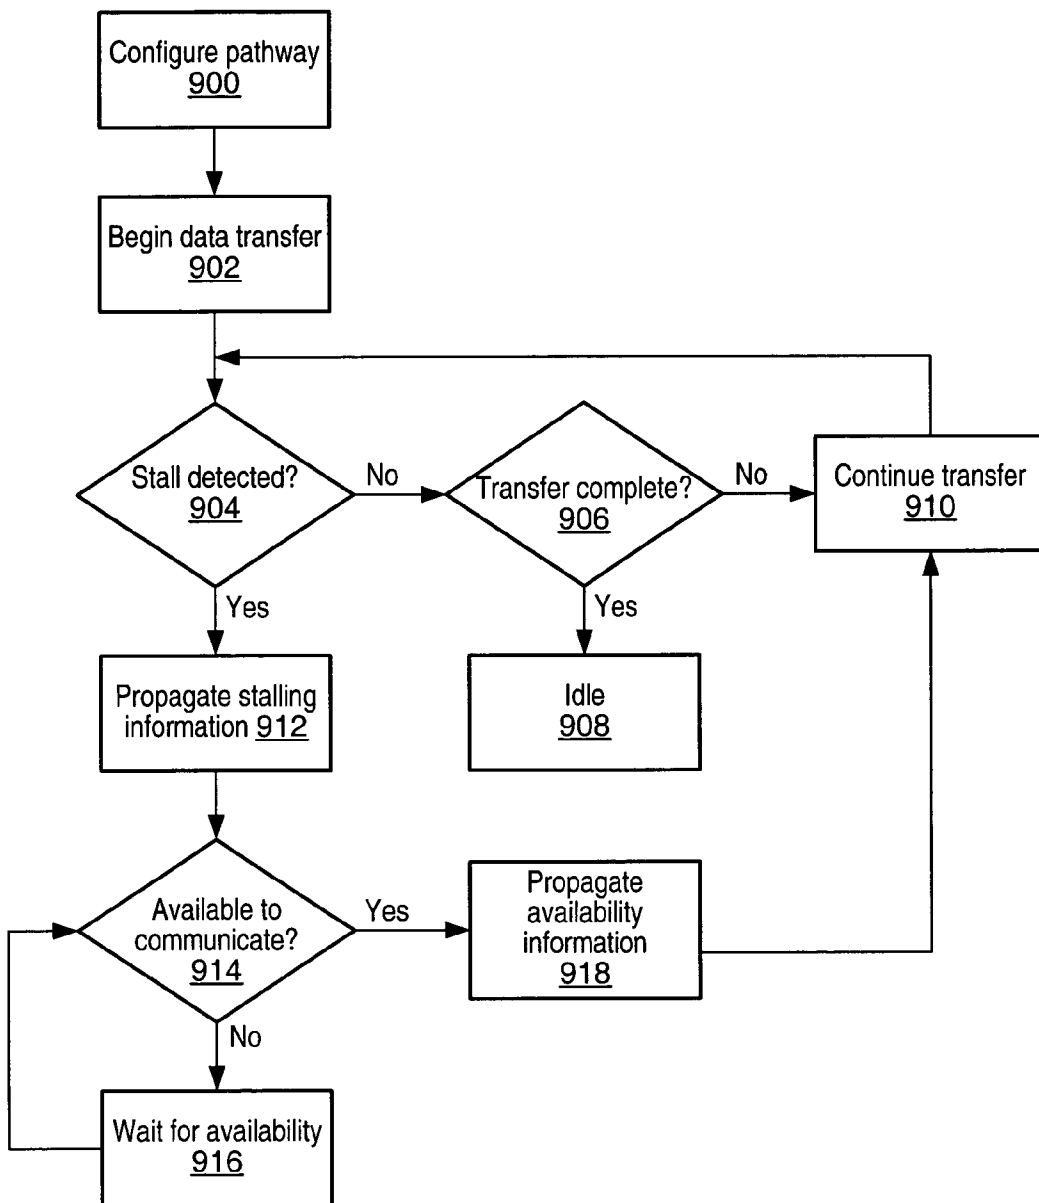 Configure pathway
900
Begin data transfer
902
Stall detected?
904
No
Transfer complete?
906
No
Continue transfer
910
Yes
Yes
Propagate stalling
information 912
Idle
908
Available to
communicate?
914
Yes
Propagate
availability
information
918
No
Wait for availability
916